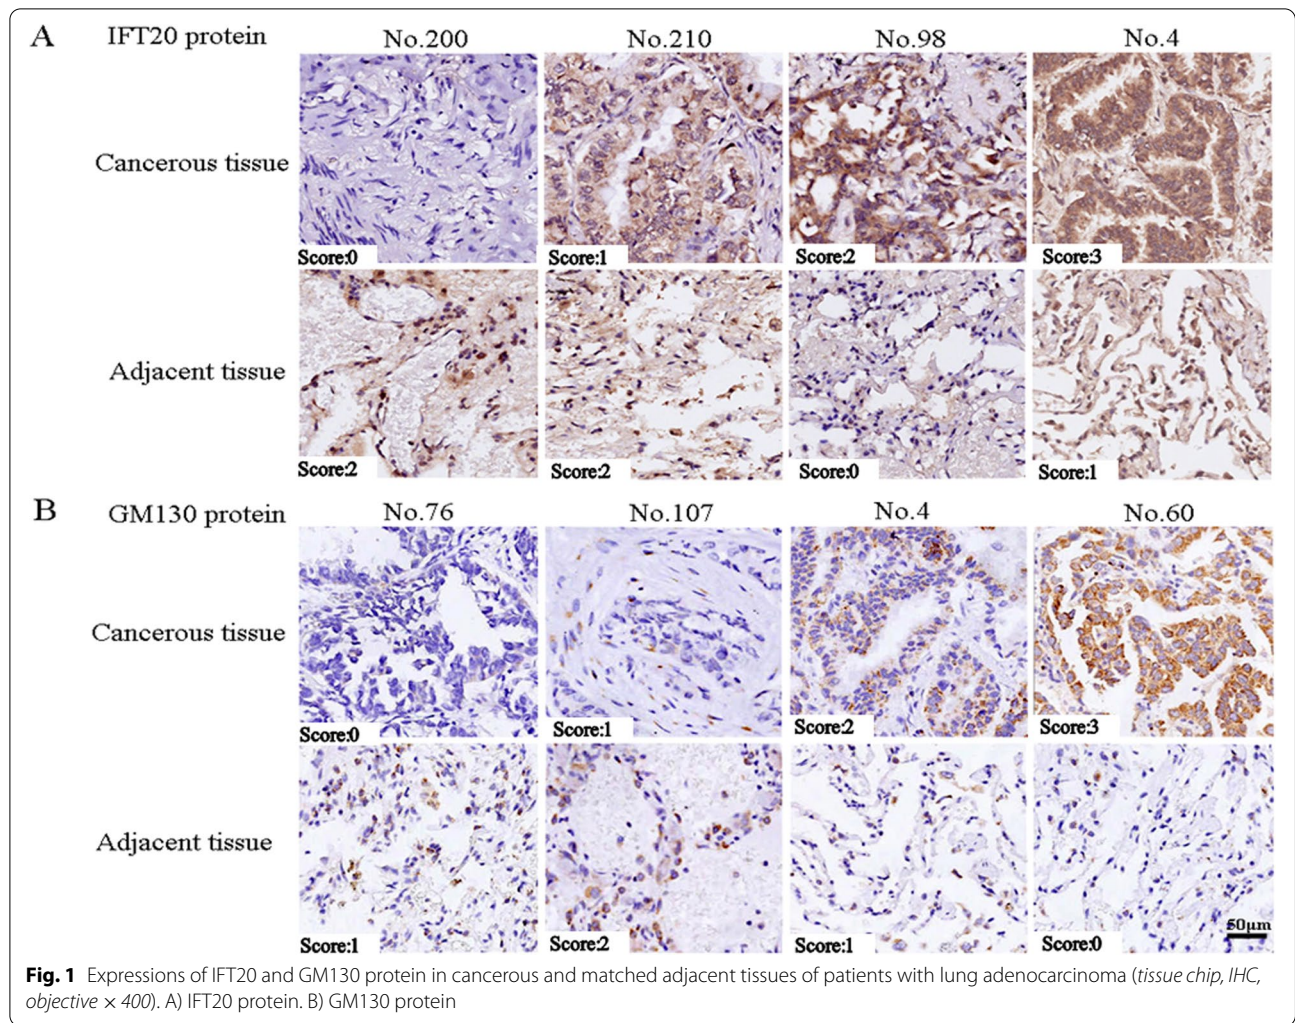 A IFT20 protein No.200 No.210 No.98 No.4
Cancerous tissue
Score:0 Score:1 Score:2 Score:3
Adjacent tissue
Score:2 Score:2 Score:0 Score:1
B GM130 protein No.76 No.107 No.4 No.60
Cancerous tissue
Score:0 Score:1 Score:2 Score:3
Adjacent tissue
50μm
Score:1 Score:2 Score:1 Score:0
Fig. 1 Expressions of IFT20 and GM130 protein in cancerous and matched adjacent tissues of patients with lung adenocarcinoma (tissue chip, IHC,
objective × 400). A) IFT20 protein. B) GM130 protein